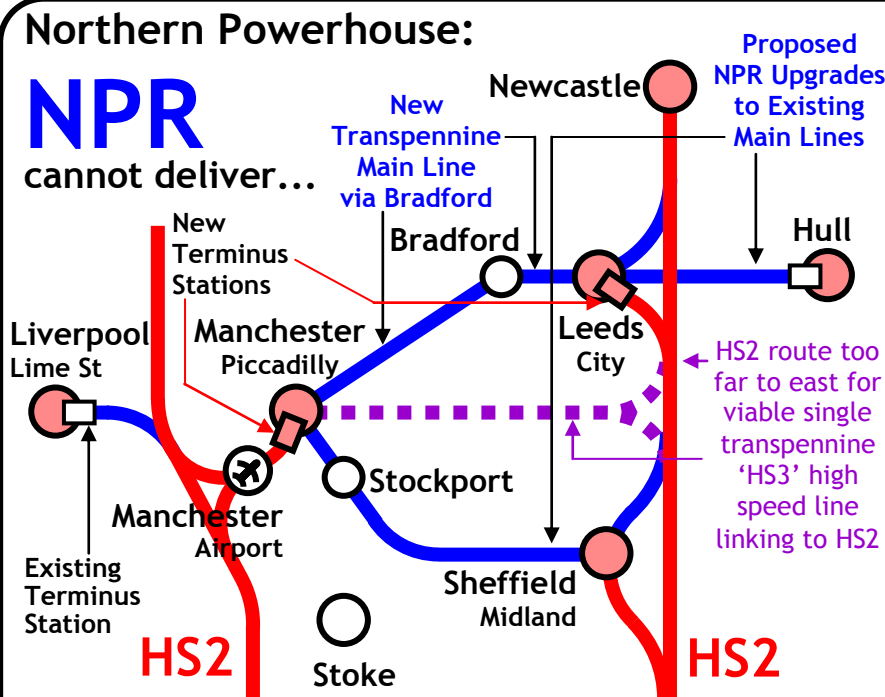 Northern Powerhouse:
NPR
cannot deliver...
New
Transpennine
Main Line
via Bradford
Newcastle
Proposed
NPR Upgrades
to Existing
Main Lines
New
Terminus
Stations
Bradford
Hull
Liverpool
Lime St
Manchester
Piccadilly
Leeds
City
HS2 route too
far to east for
viable single
transpennine
‘HS3’ high
speed line
linking to HS2
Stockport
Manchester
Airport
Existing
Terminus
Station
Sheffield
Midland
HS2
Stoke
HS2